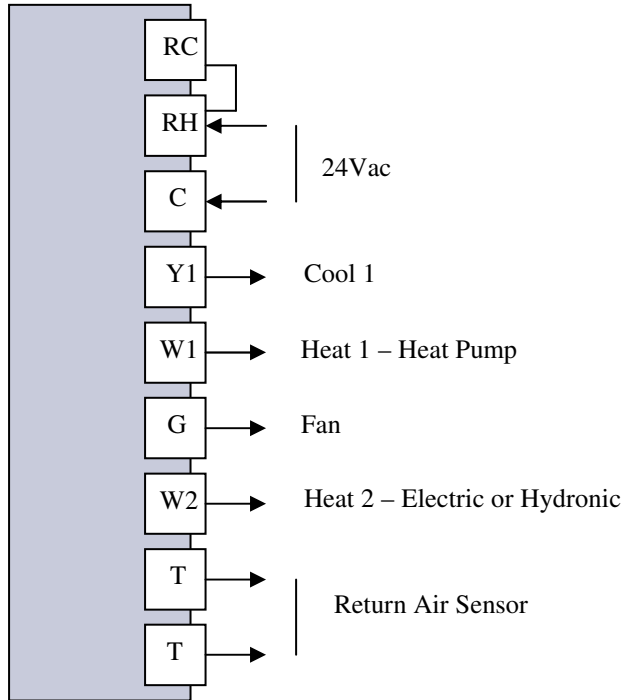 RC
RH
24Vac
C
Y1 Cool 1
W1 Heat 1 – Heat Pump
G Fan
W2 Heat 2 – Electric or Hydronic
T
Return Air Sensor
T